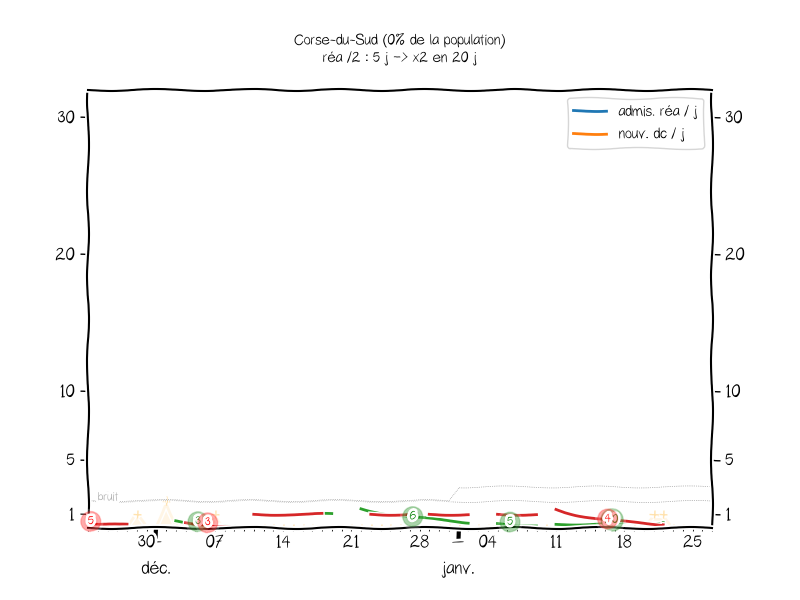 Corse-du-Sud (0% de la population)
réa /2 : 5 j -> x2 en 20 j
admis. réa / j
nouv. dc / j
30 30
20 20
10 10
5 5
bruit
1 1
5 3 3 6 5 4
30 07 14 21 28 04 11 18 25
déc. janv.